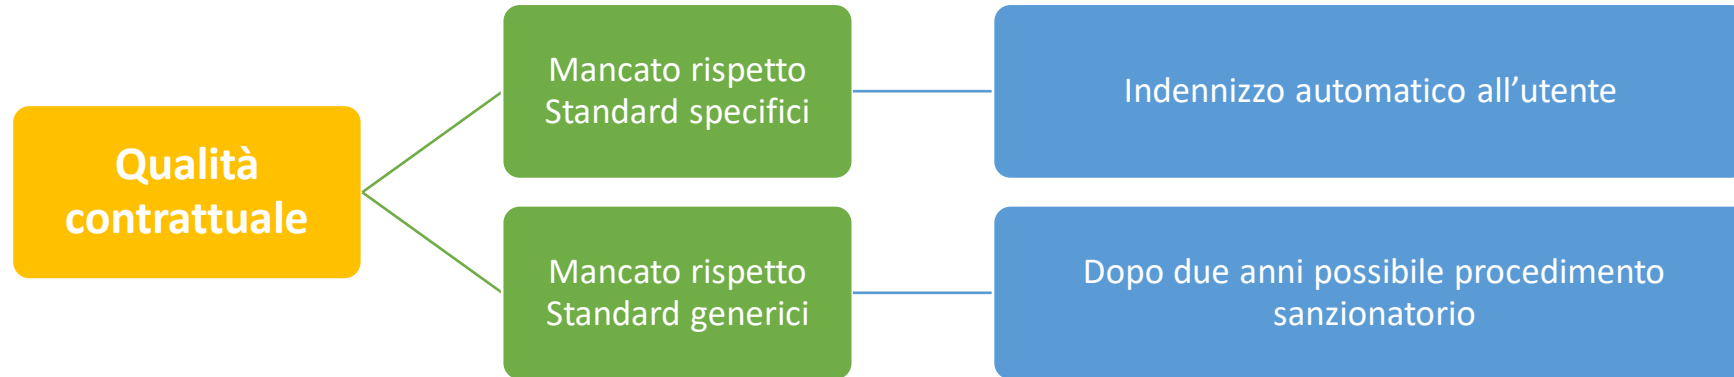 Qualità
contrattuale
Mancato rispetto
Standard specifici
Indennizzo automatico all’utente
Mancato rispetto
Standard generici
Dopo due anni possibile procedimento
sanzionatorio